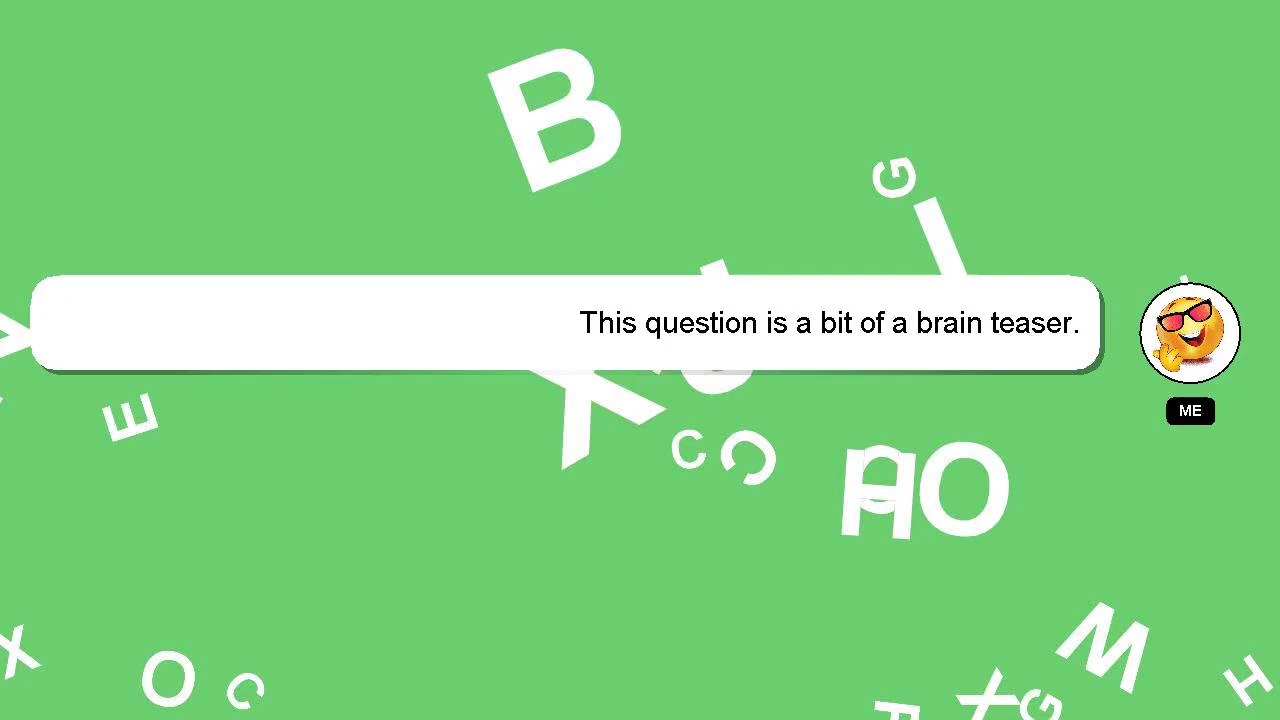 B
G
I
This question is a bit of a brain teaser.
ME
E
X
C
C
H
O
O
M
X
O
C
X
G
H